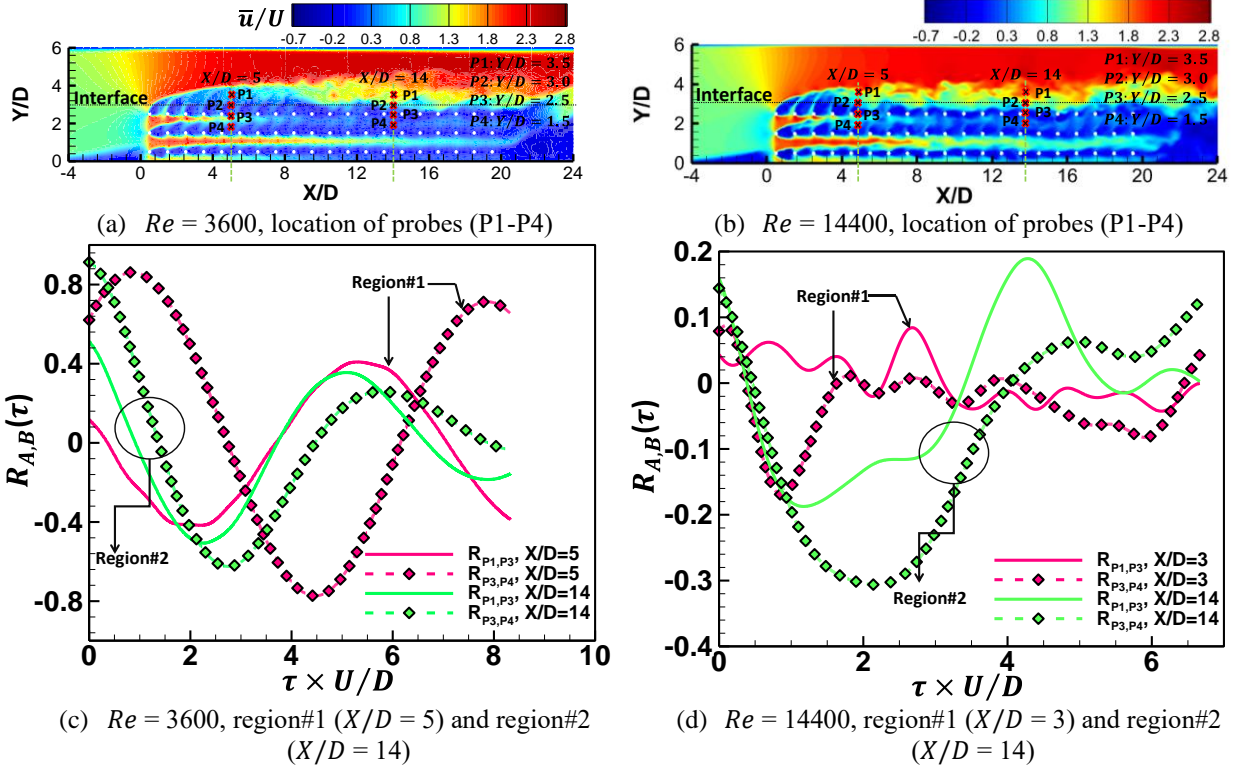 u̅/U
-0.7 -0.2 0.3 0.8 1.3 1.8 2.3 2.8
Y/D
6
4
2
0
Interface
X/D = 5
X/D = 14
P1: Y/D = 3.5
P2: Y/D = 3.0
P3: Y/D = 2.5
P4: Y/D = 1.5
P1
P2
P3
P4
P1
P2
P3
P4
-4 0 4 8 12 16 20 24
X/D
(a) Re = 3600, location of probes (P1-P4)
-0.7 -0.2 0.3 0.8 1.3 1.8 2.3 2.8
Y/D
6
4
2
0
Interface
X/D = 5
X/D = 14
P1: Y/D = 3.5
P2: Y/D = 3.0
P3: Y/D = 2.5
P4: Y/D = 1.5
P1
P2
P3
P4
P1
P2
P3
P4
-4 0 4 8 12 16 20 24
X/D
(b) Re = 14400, location of probes (P1-P4)
R_A,B(τ)
0.8
0.4
0
-0.4
-0.8
Region#1
Region#2
R_P1,P3, X/D=5
R_P3,P4, X/D=5
R_P1,P3, X/D=14
R_P3,P4, X/D=14
0 2 4 6 8 10
τ × U/D
(c) Re = 3600, region#1 (X/D = 5) and region#2
(X/D = 14)
R_A,B(τ)
0.2
0.1
0
-0.1
-0.2
-0.3
-0.4
Region#1
Region#2
R_P1,P3, X/D=3
R_P3,P4, X/D=3
R_P1,P3, X/D=14
R_P3,P4, X/D=14
0 2 4 6
τ × U/D
(d) Re = 14400, region#1 (X/D = 3) and region#2
(X/D = 14)